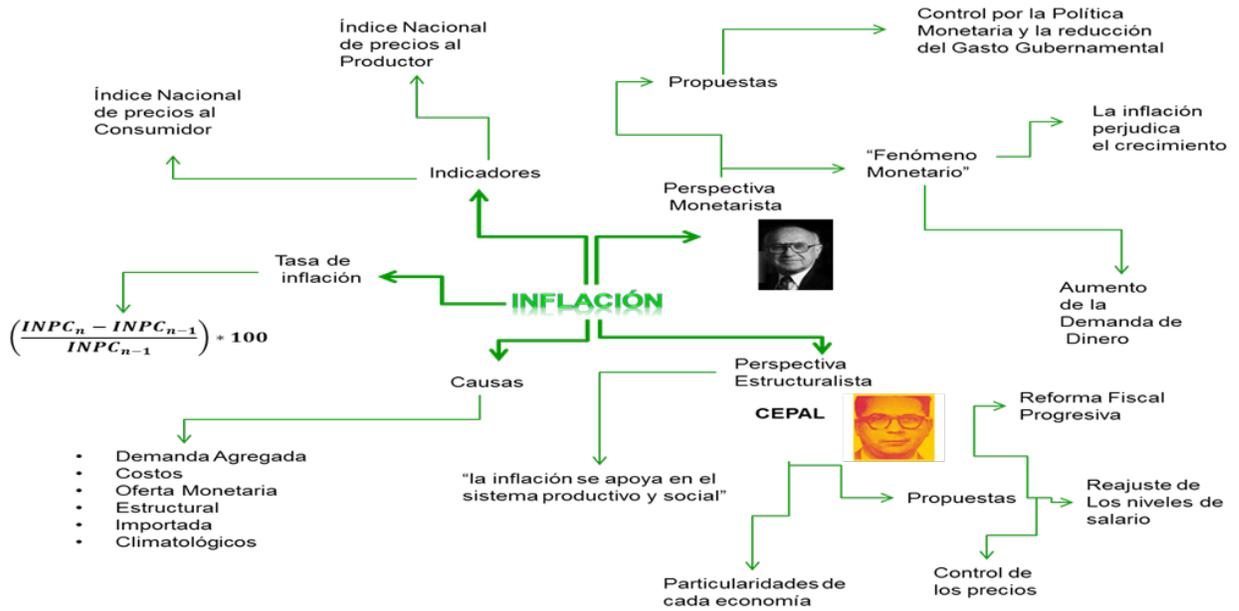 Control por la Política
Monetaria y la reducción
del Gasto Gubernamental
Índice Nacional
de precios al
Productor
Propuestas
Índice Nacional
de precios al
Consumidor
La inflación
perjudica
el crecimiento
"Fenómeno
Monetario"
Indicadores
Perspectiva
Monetarista
Tasa de
inflación
INFLACIÓN
Aumento
de la
Demanda de
Dinero
(INPCₙ − INPCₙ₋₁ / INPCₙ₋₁) * 100
Causas
Perspectiva
Estructuralista
CEPAL
Reforma Fiscal
Progresiva
• Demanda Agregada
• Costos
• Oferta Monetaria
• Estructural
• Importada
• Climatológicos
"la inflación se apoya en el
sistema productivo y social"
Propuestas
Reajuste de
Los niveles de
salario
Particularidades de
cada economía
Control de
los precios